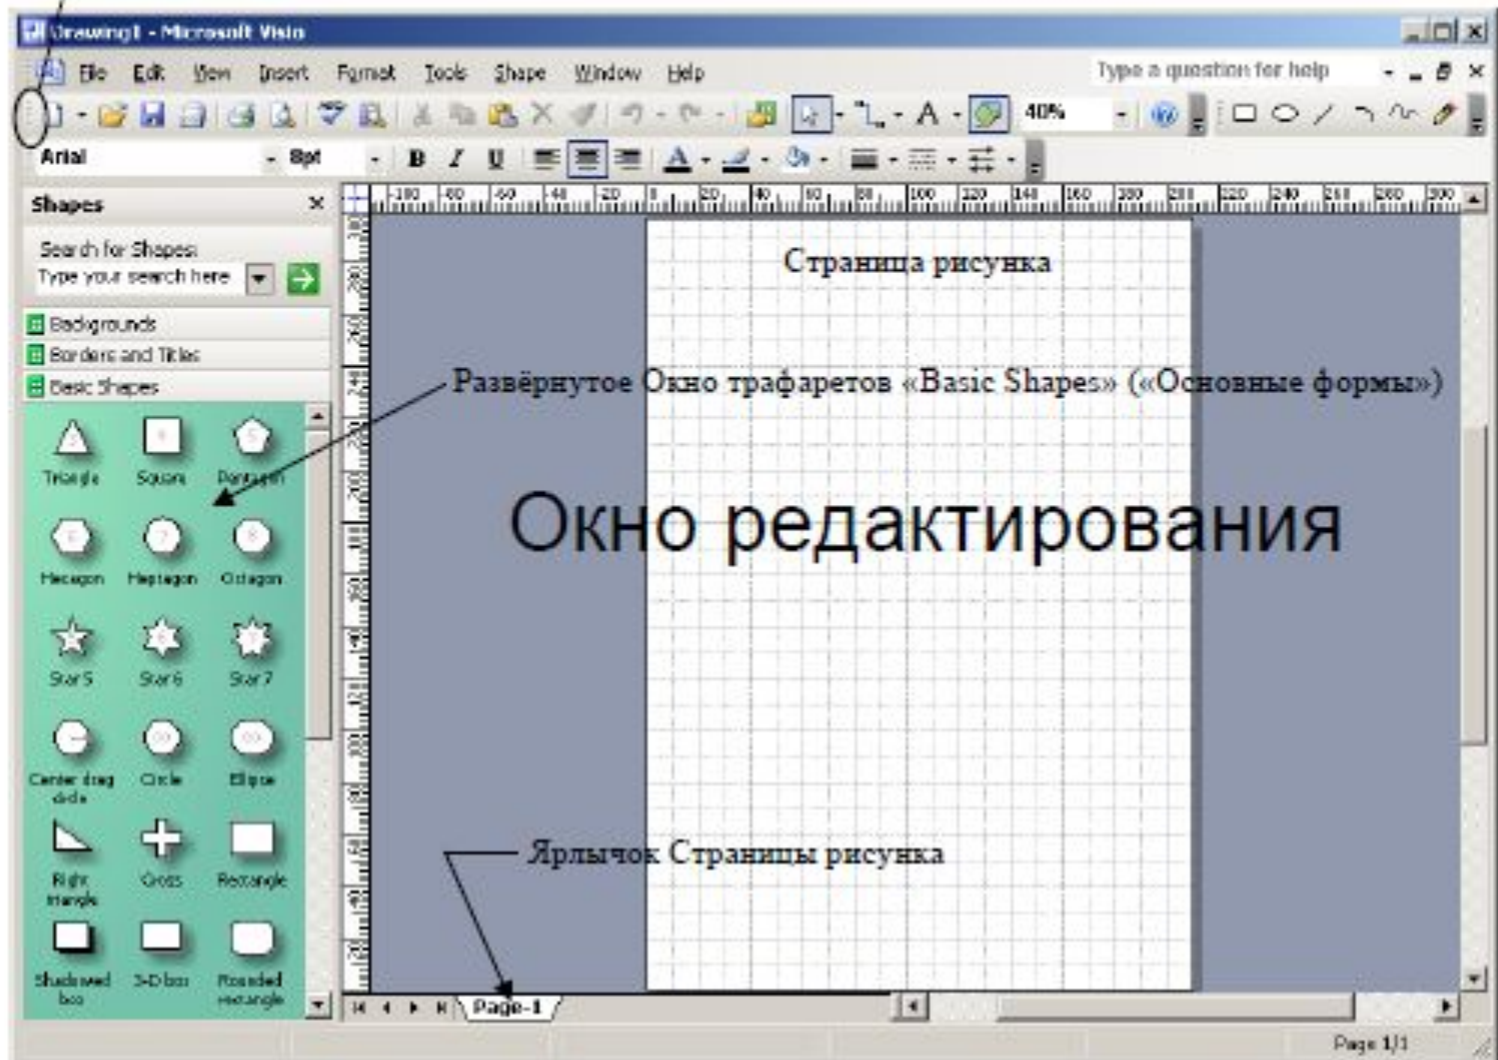 Drawing1 - Microsoft Visio
File Edit View Insert Format Tools Shape Window Help Type a question for help
40%
Arial 8pt B I U A
Shapes
Search for Shapes:
Type your search here
Backgrounds
Borders and Titles
Basic Shapes
Triangle Square Pentagon
Hexagon Heptagon Octagon
Star 5 Star 6 Star 7
Center drag circle Circle Ellipse
Right triangle Cross Rectangle
Shadowed box 3-D box Rounded rectangle
Страница рисунка
Развёрнутое Окно трафаретов «Basic Shapes» («Основные формы»)
Окно редактирования
Ярлычок Страницы рисунка
Page-1
Page 1/1